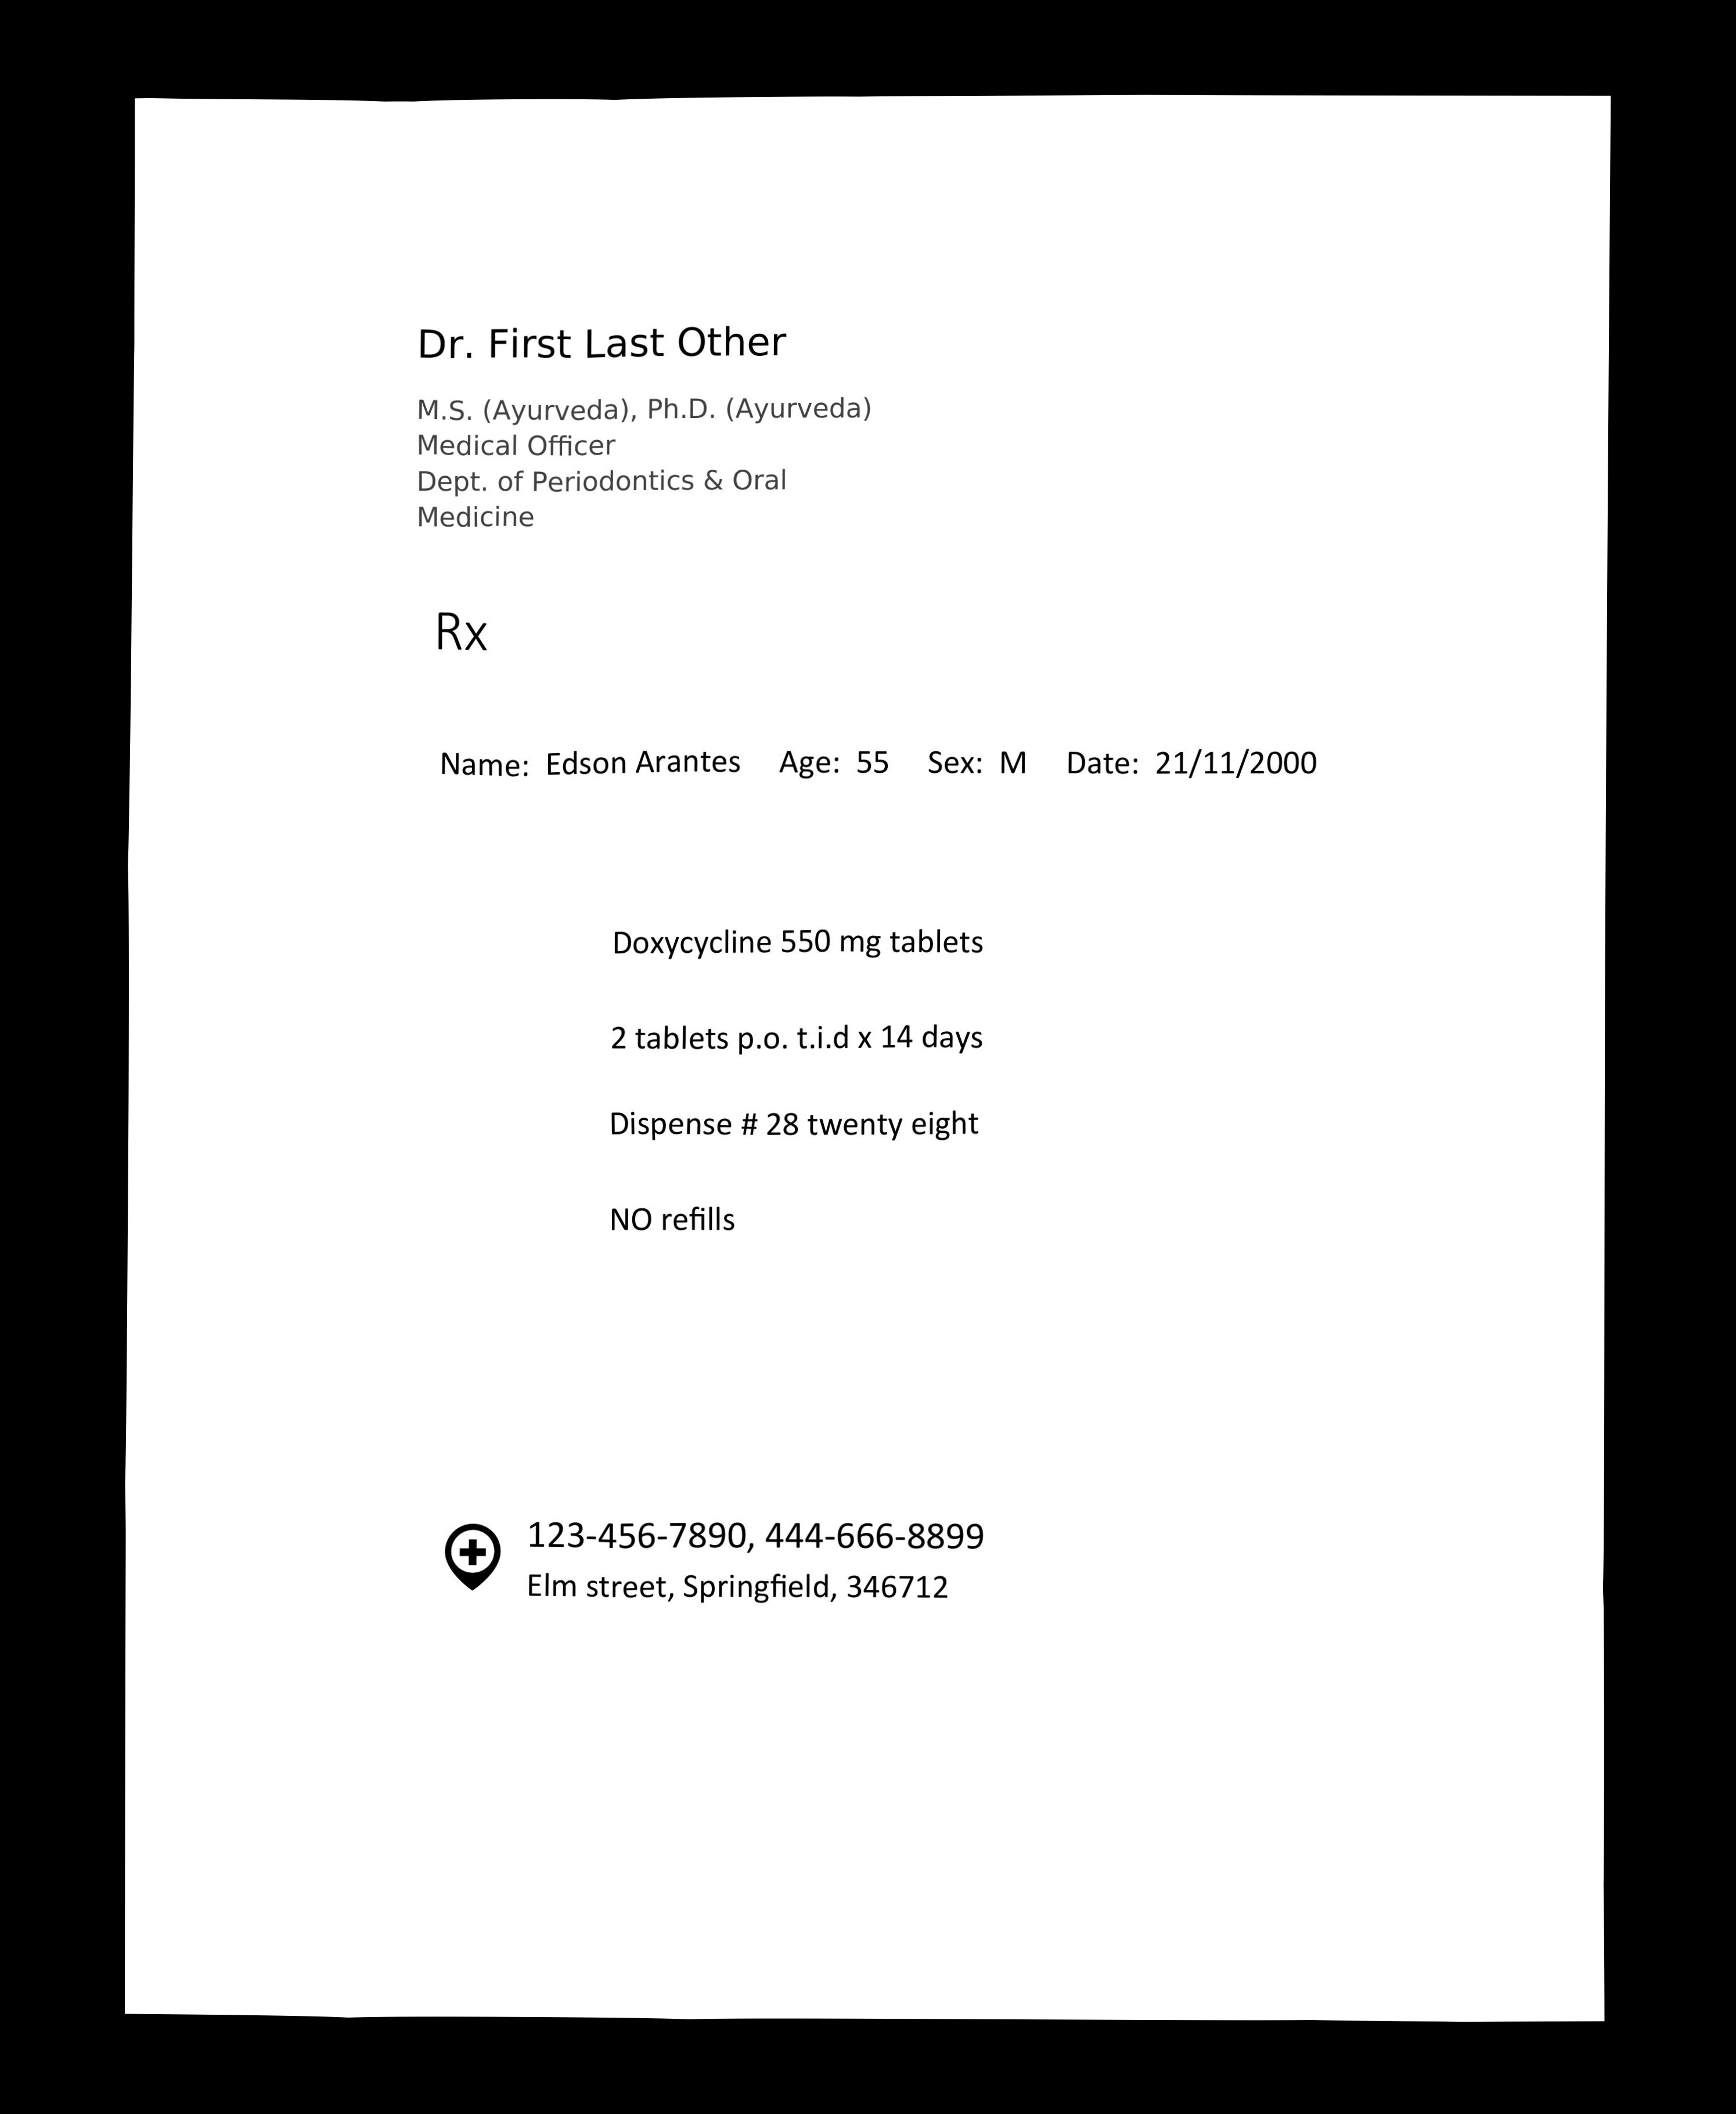 Dr. First Last Other
M.S. (Ayurveda), Ph.D. (Ayurveda)
Medical Officer
Dept. of Periodontics & Oral
Medicine
Rx
Name: Edson Arantes Age: 55 Sex: M Date: 21/11/2000
Doxycycline 550 mg tablets
2 tablets p.o. t.i.d x 14 days
Dispense # 28 twenty eight
NO refills
123-456-7890, 444-666-8899
Elm street, Springfield, 346712